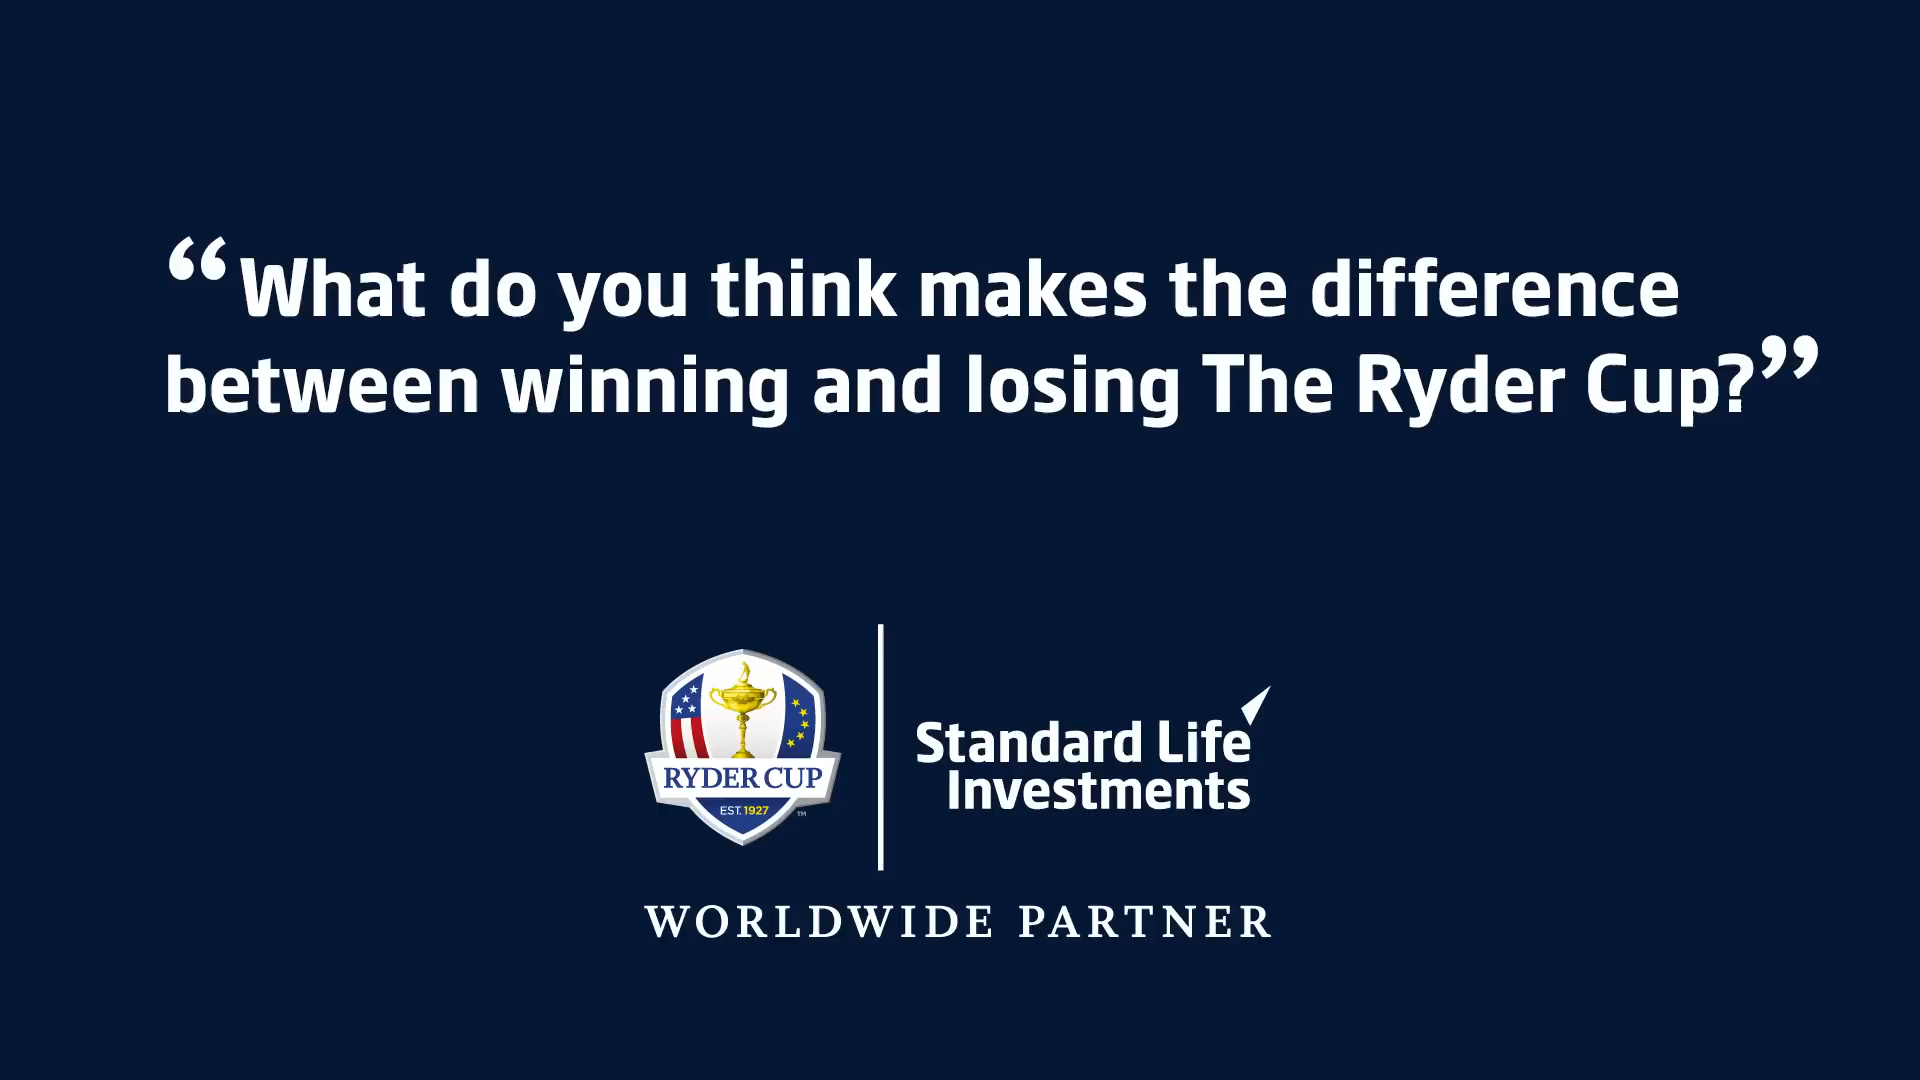 “What do you think makes the difference
between winning and losing The Ryder Cup?”
RYDER CUP
EST. 1927
TM
Standard Life
Investments
WORLDWIDE PARTNER